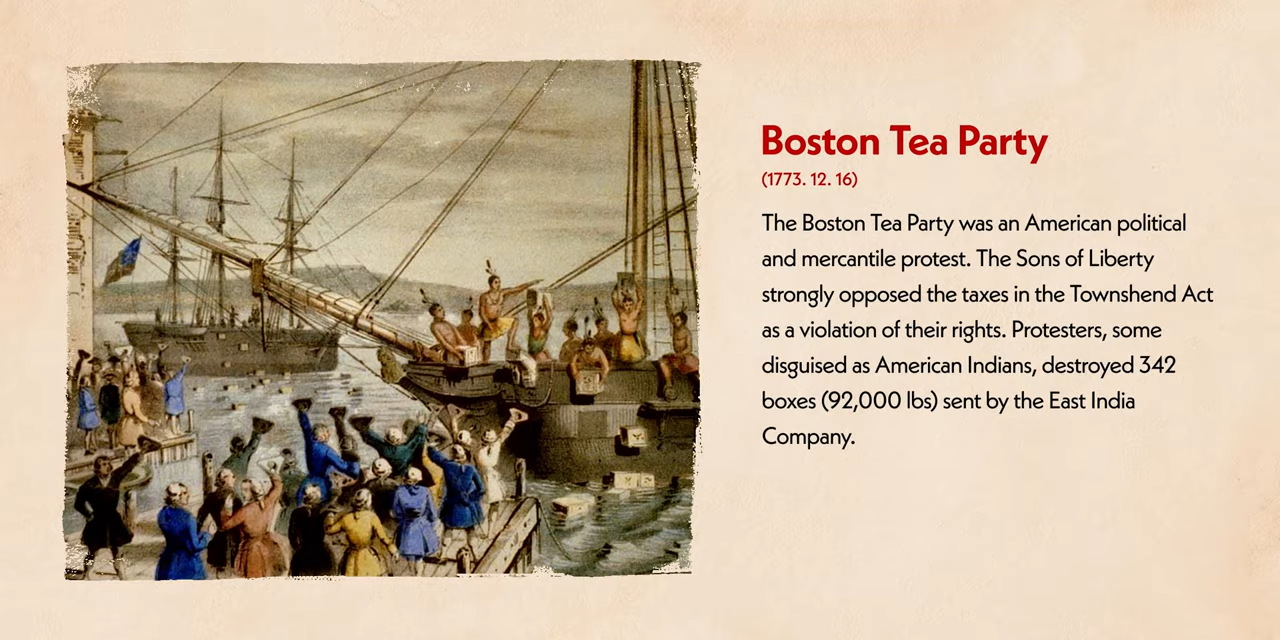 Boston Tea Party
(1773. 12. 16)
The Boston Tea Party was an American political
and mercantile protest. The Sons of Liberty
strongly opposed the taxes in the Townshend Act
as a violation of their rights. Protesters, some
disguised as American Indians, destroyed 342
boxes (92,000 lbs) sent by the East India
Company.